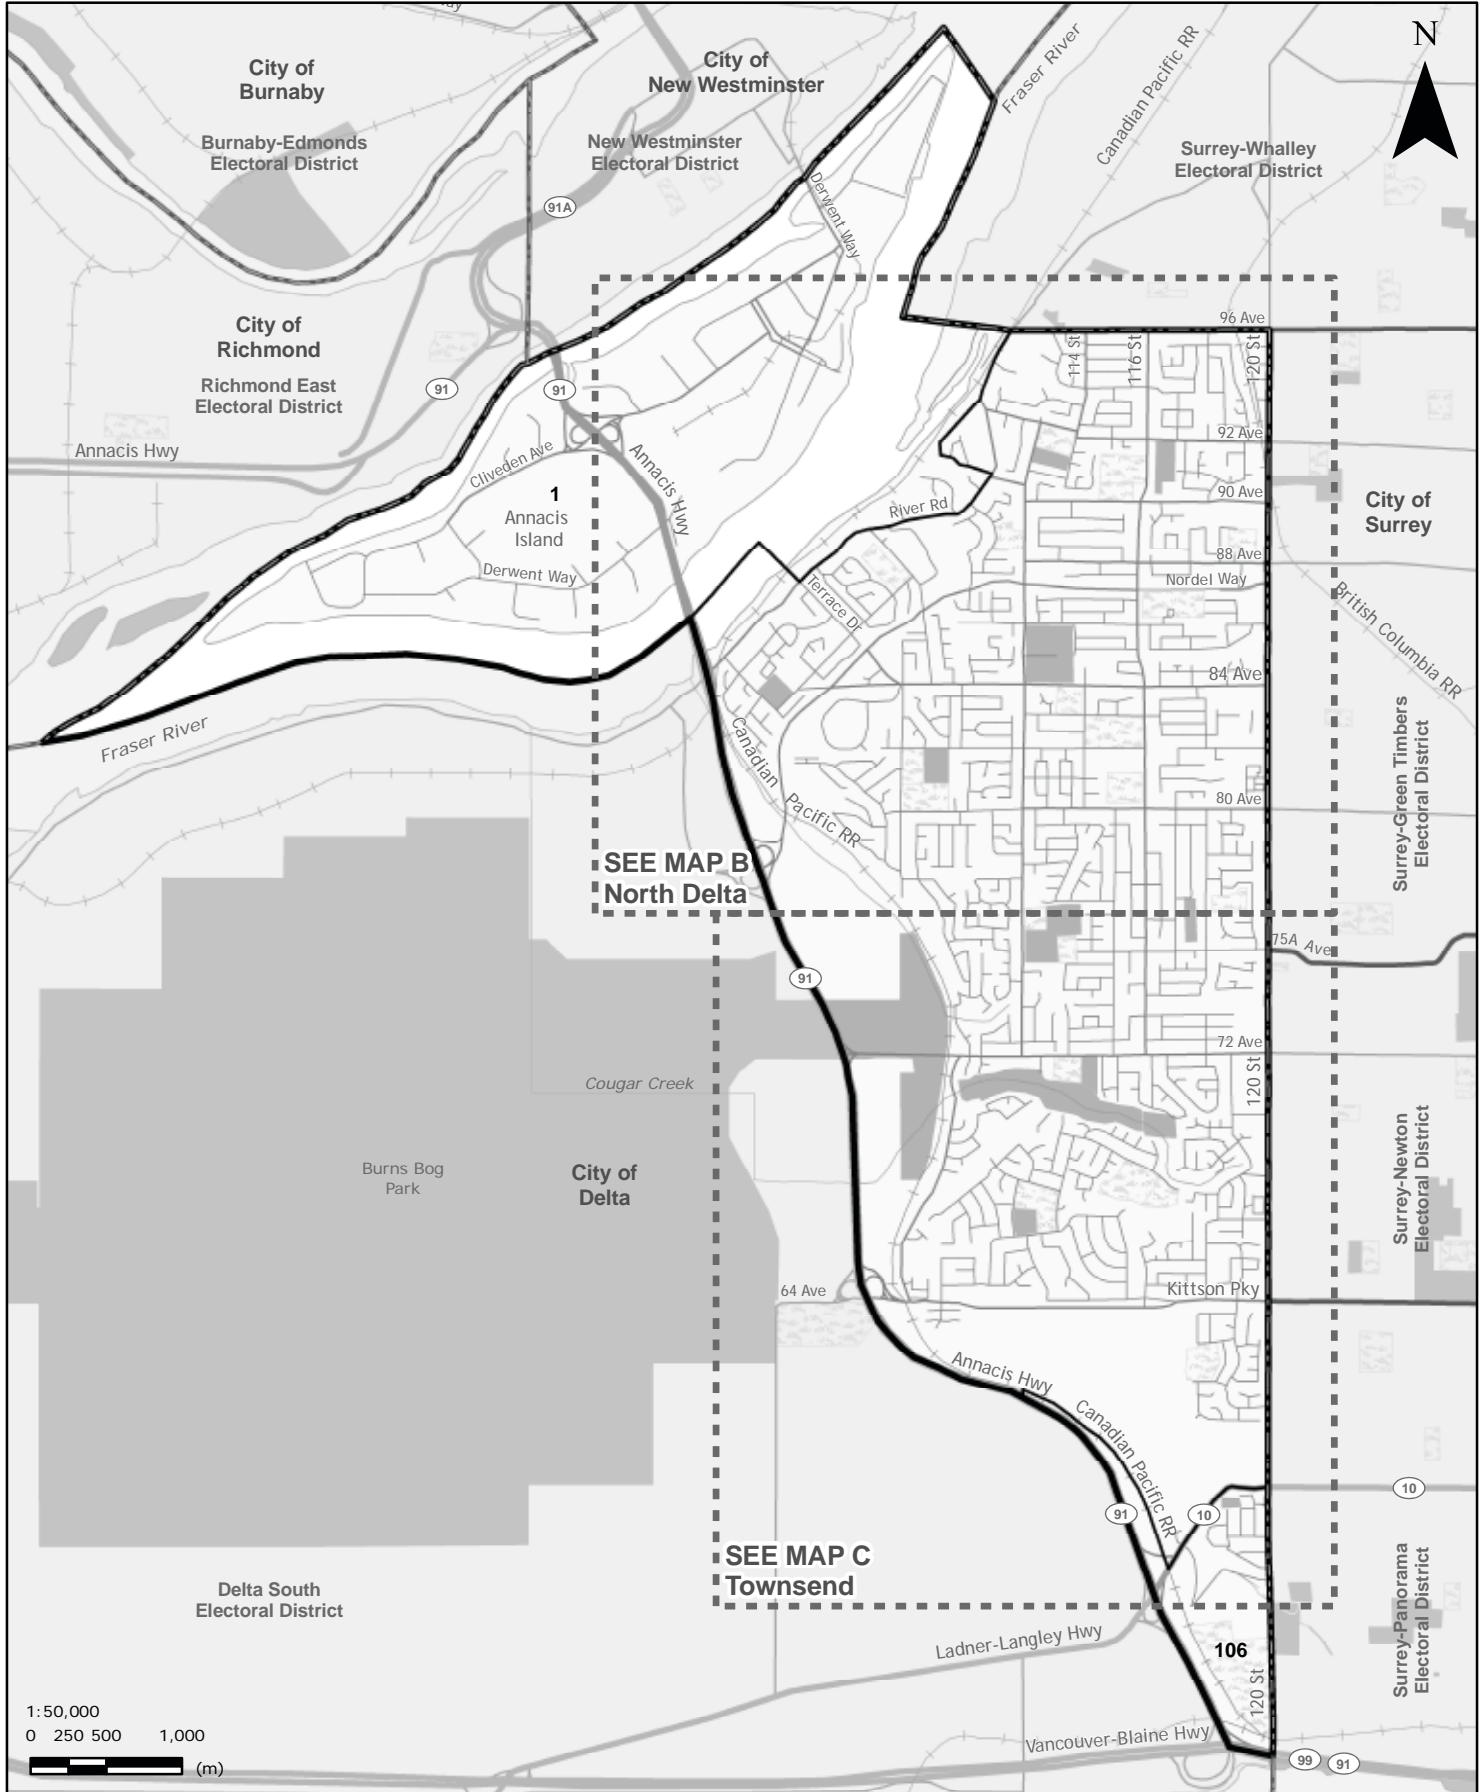 City of
Burnaby
Burnaby-Edmonds
Electoral District
City of
New Westminster
New Westminster
Electoral District
N
Fraser River
Canadian Pacific RR
Surrey-Whalley
Electoral District
91A
Derwent Way
City of
Richmond
Richmond East
Electoral District
91
91
96 Ave
114 St
116 St
120 St
Annacis Hwy
Cliveden Ave
Annacis Hwy
92 Ave
1
Annacis
Island
90 Ave
City of
Surrey
River Rd
88 Ave
Derwent Way
Nordel Way
Terrace Dr
British Columbia RR
84 Ave
Fraser River
Canadian Pacific RR
Surrey-Green Timbers
Electoral District
80 Ave
SEE MAP B
North Delta
75A Ave
91
72 Ave
120 St
Cougar Creek
Burns Bog
Park
City of
Delta
Surrey-Newton
Electoral District
64 Ave
Kittson Pky
Annacis Hwy
Canadian Pacific RR
10
91
10
SEE MAP C
Townsend
Delta South
Electoral District
Surrey-Panorama
Electoral District
Ladner-Langley Hwy
106
120 St
1:50,000
0 250 500 1,000
(m)
Vancouver-Blaine Hwy
99
91